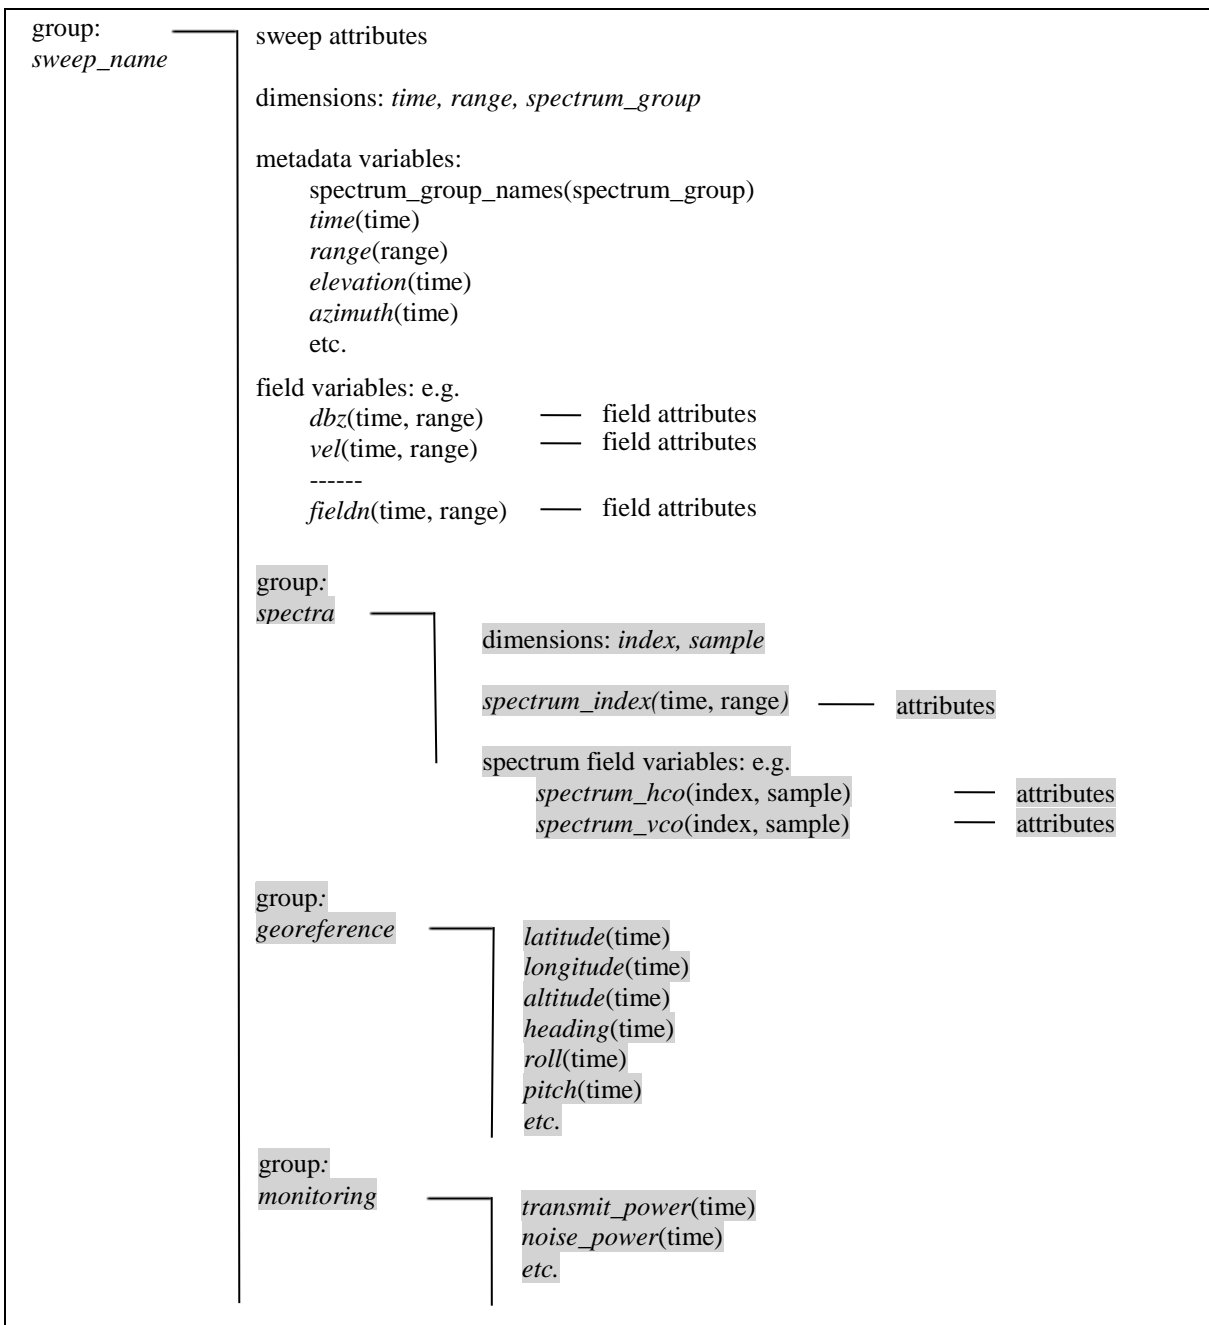 group:
sweep_name
sweep attributes
dimensions: time, range, spectrum_group
metadata variables:
spectrum_group_names(spectrum_group)
time(time)
range(range)
elevation(time)
azimuth(time)
etc.
field variables: e.g.
dbz(time, range) field attributes
vel(time, range) field attributes
------
fieldn(time, range) field attributes
group:
spectra
dimensions: index, sample
spectrum_index(time, range) attributes
spectrum field variables: e.g.
spectrum_hco(index, sample) attributes
spectrum_vco(index, sample) attributes
group:
georeference
latitude(time)
longitude(time)
altitude(time)
heading(time)
roll(time)
pitch(time)
etc.
group:
monitoring
transmit_power(time)
noise_power(time)
etc.